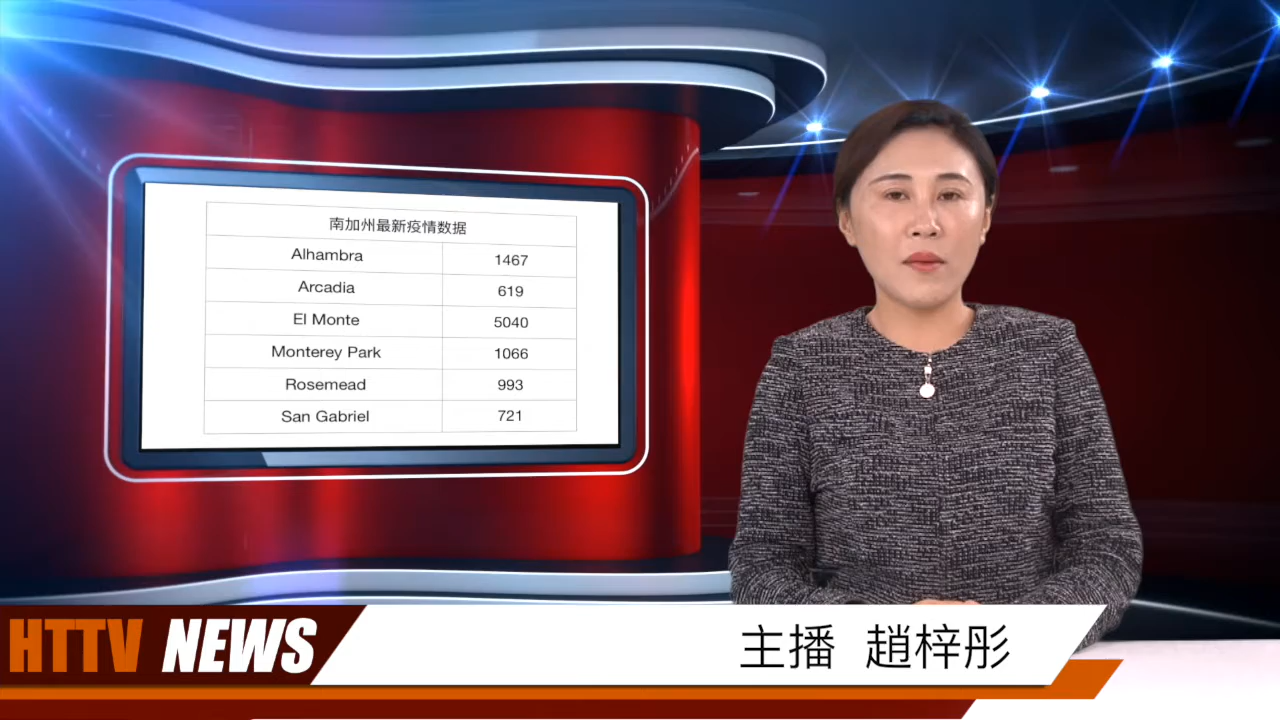 南加州最新疫情数据
Alhambra 1467
Arcadia 619
El Monte 5040
Monterey Park 1066
Rosemead 993
San Gabriel 721
HTTV NEWS 主播 趙梓彤